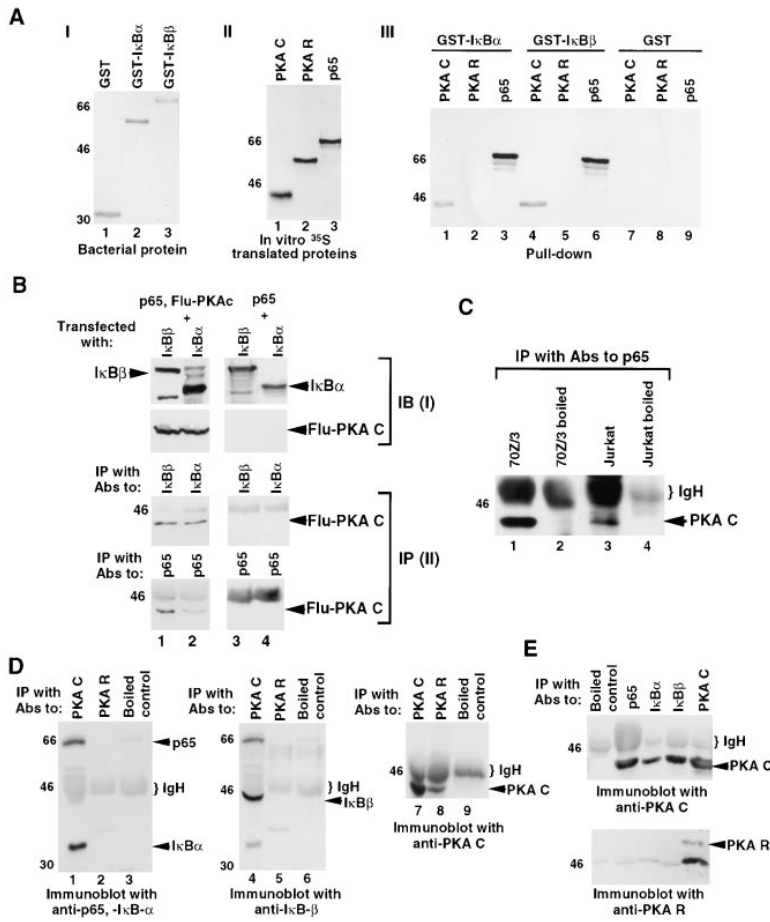 A
I
GST
GST-IκBα
GST-IκBβ
66
46
30
1 2 3
Bacterial protein
II
PKA C
PKA R
p65
66
46
1 2 3
In vitro ³⁵S
translated proteins
III
GST-IκBα GST-IκBβ GST
PKA C
PKA R
p65
PKA C
PKA R
p65
PKA C
PKA R
p65
66
46
1 2 3 4 5 6 7 8 9
Pull-down
B
p65, Flu-PKAc p65
+ +
Transfected
with:
IκBβ
IκBα
IκBβ
IκBα
IκBβ
IκBα
Flu-PKA C
IB (I)
IP with
Abs to:
IκBβ
IκBα
IκBβ
IκBα
46
Flu-PKA C
IP with
Abs to:
p65
p65
p65
p65
46
Flu-PKA C
IP (II)
1 2 3 4
C
IP with Abs to p65
70Z/3
70Z/3 boiled
Jurkat
Jurkat boiled
46
} IgH
PKA C
1 2 3 4
D
IP with
Abs to:
PKA C
PKA R
Boiled
control
66
46
30
p65
} IgH
IκBα
1 2 3
Immunoblot with
anti-p65, -IκB-α
IP with
Abs to:
PKA C
PKA R
Boiled
control
66
46
30
} IgH
IκBβ
4 5 6
Immunoblot with
anti-IκB-β
IP with
Abs to:
PKA C
PKA R
Boiled
control
46
} IgH
PKA C
7 8 9
Immunoblot with
anti-PKA C
E
IP with
Abs to:
Boiled
control
p65
IκBα
IκBβ
PKA C
46
} IgH
PKA C
Immunoblot with
anti-PKA C
46
PKA R
Immunoblot with
anti-PKA R